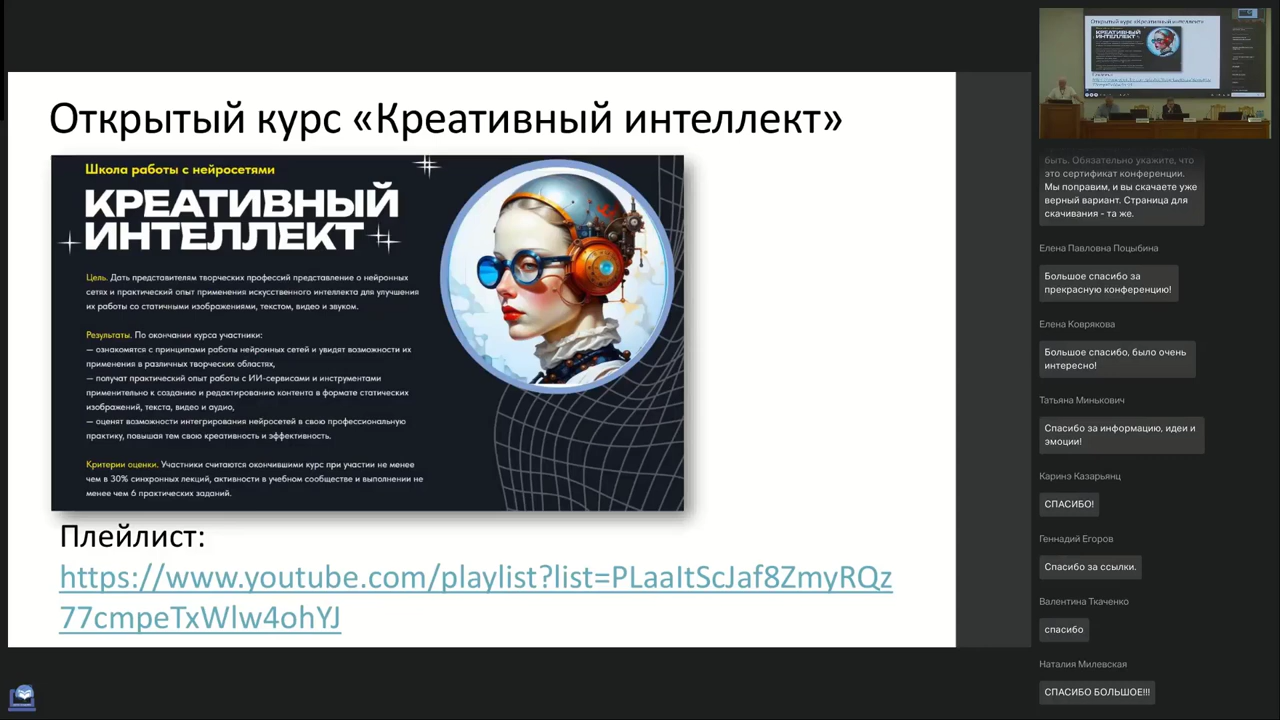 Открытый курс «Креативный интеллект»
Школа работы с нейросетями
КРЕАТИВНЫЙ
ИНТЕЛЛЕКТ
Цель. Дать представителям творческих профессий представление о нейронных
сетях и практический опыт применения искусственного интеллекта для улучшения
их работы со статичными изображениями, текстом, видео и звуком.
Результаты. По окончании курса участники:
— ознакомятся с принципами работы нейронных сетей и увидят возможности их
применения в различных творческих областях,
— получат практический опыт работы с ИИ-сервисами и инструментами
применительно к созданию и редактированию контента в формате статических
изображений, текста, видео и аудио,
— оценят возможности интегрирования нейросетей в свою профессиональную
практику, повышая тем свою креативность и эффективность.
Критерии оценки. Участники считаются окончившими курс при участии не менее
чем в 30% синхронных лекций, активности в учебном сообществе и выполнении не
менее чем 6 практических заданий.
Плейлист:
https://www.youtube.com/playlist?list=PLaaItScJaf8ZmyRQz
77cmpeTxWlw4ohYJ
Открытый курс «Креативный интеллект»
КРЕАТИВНЫЙ
ИНТЕЛЛЕКТ
быть. Обязательно укажите, что
это сертификат конференции.
Мы поправим, и вы скачаете уже
верный вариант. Страница для
скачивания - та же.
Елена Павловна Поцыбина
Большое спасибо за
прекрасную конференцию!
Елена Коврякова
Большое спасибо, было очень
интересно!
Татьяна Минькович
Спасибо за информацию, идеи и
эмоции!
Каринэ Казарьянц
СПАСИБО!
Геннадий Егоров
Спасибо за ссылки.
Валентина Ткаченко
спасибо
Наталия Милевская
СПАСИБО БОЛЬШОЕ!!!